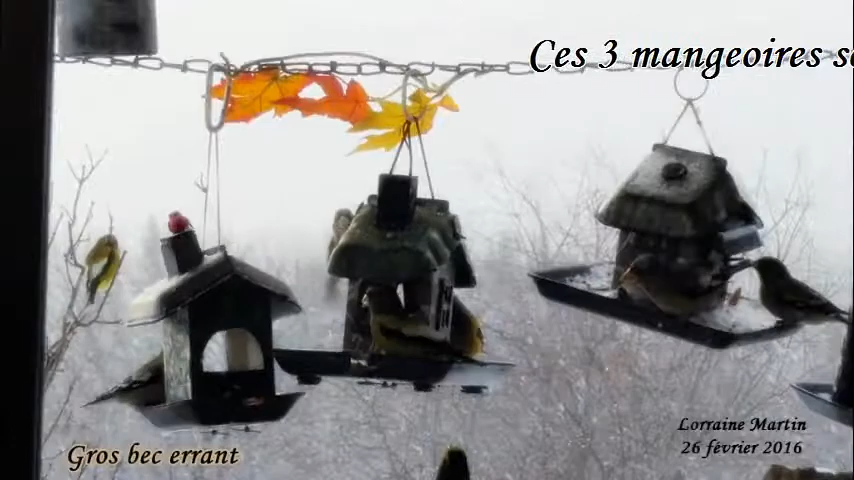 Ces 3 mangeoires
Lorraine Martin
26 février 2016
Gros bec errant